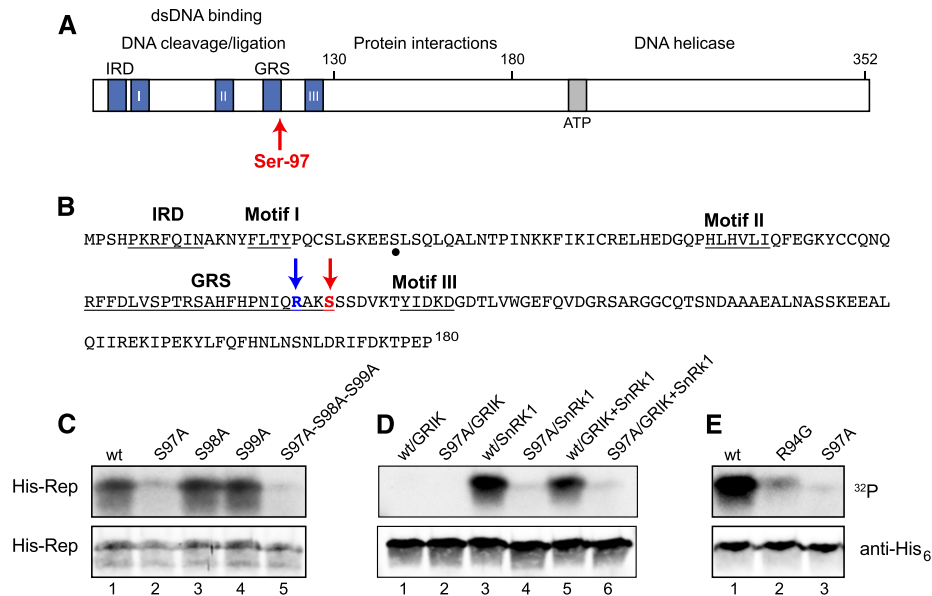 A
dsDNA binding
DNA cleavage/ligation
Protein interactions
DNA helicase
IRD
GRS
130
180
352
I
II
III
ATP
Ser-97
B
IRD
Motif I
Motif II
MPSHPKRFQINAKNYFLTYPQCSLSKEESLSQLQALNTPINKKFIKICRELHEDGQPHLHVLIQFEGKYCCQNQ
GRS
Motif III
RFFDLVSPTRSAHFHPNIQRAKSSSDVKTYIDKDGDTLVWGEFQVDGRSARGGCQTSNDAAAEALNASSKEEAL
QIIREKIPEKYLFQFHNLNSNLDRIFDKTPEP180
C
wt
S97A
S98A
S99A
S97A-S98A-S99A
His-Rep
His-Rep
1 2 3 4 5
D
wt/GRIK
S97A/GRIK
wt/SnRK1
S97A/SnRk1
wt/GRIK+SnRk1
S97A/GRIK+SnRk1
1 2 3 4 5 6
E
wt
R94G
S97A
32P
anti-His6
1 2 3